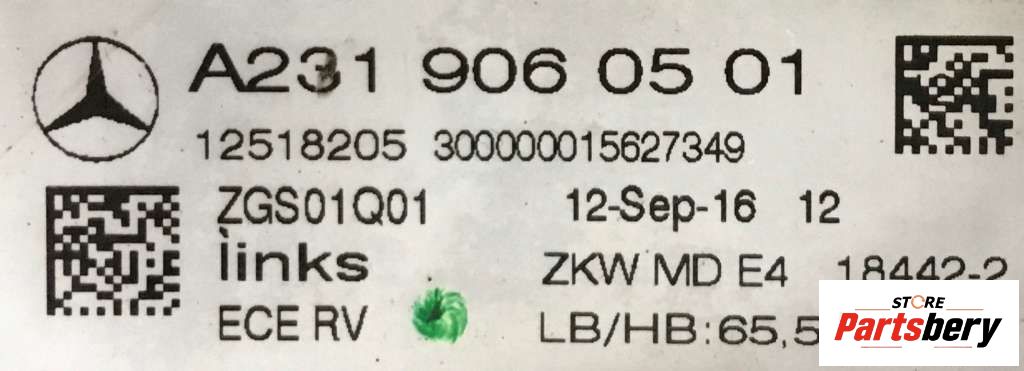 A231 906 05 01
12518205 300000015627349
ZGS01Q01 12-Sep-16 12
links ZKW MD E4 18442-2
ECE RV LB/HB:65,5
STORE
Partsbery